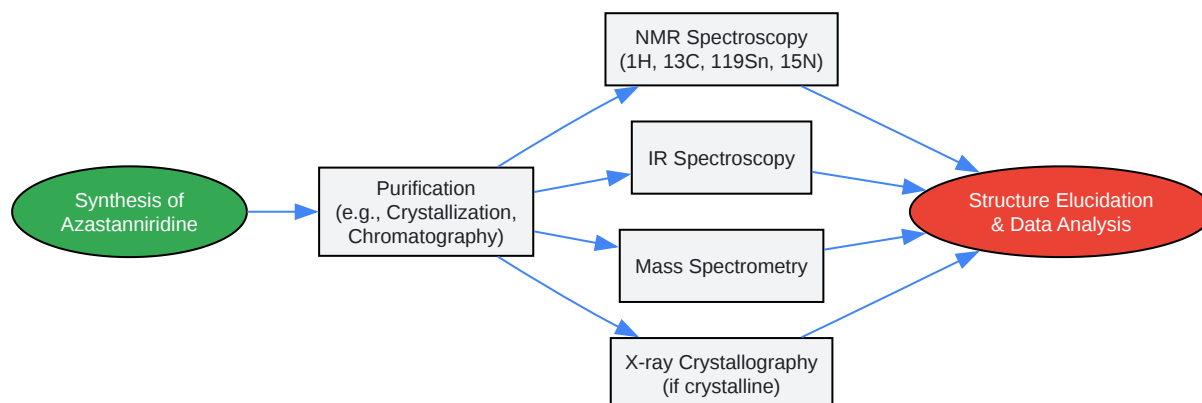 Synthesis of
Azastanniridine
Purification
(e.g., Crystallization,
Chromatography)
NMR Spectroscopy
(1H, 13C, 119Sn, 15N)
IR Spectroscopy
Mass Spectrometry
X-ray Crystallography
(if crystalline)
Structure Elucidation
& Data Analysis